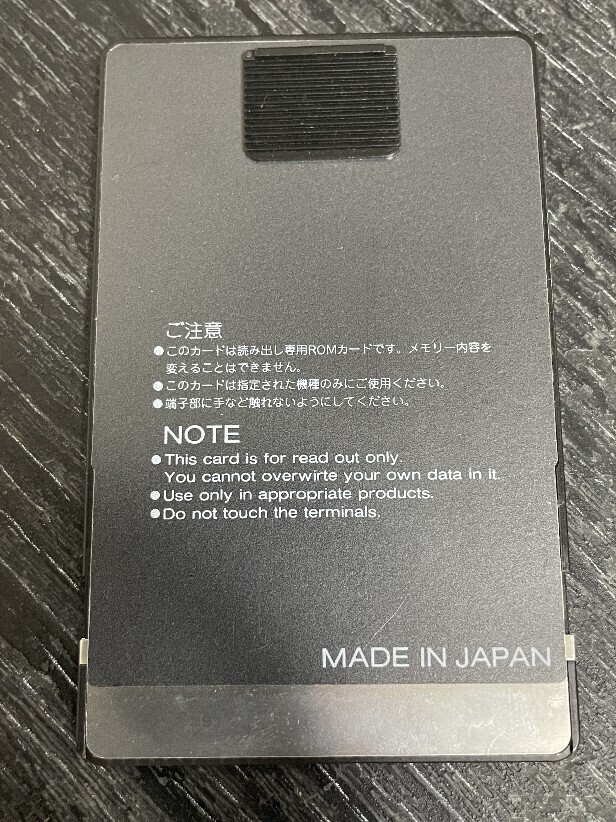 ご注意
●このカードは読み出し専用ROMカードです。メモリー内容を
変えることはできません。
●このカードは指定された機種のみにご使用ください。
●端子部に手など触れないようにしてください。
NOTE
●This card is for read out only.
You cannot overwirte your own data in it.
●Use only in appropriate products.
●Do not touch the terminals.
MADE IN JAPAN